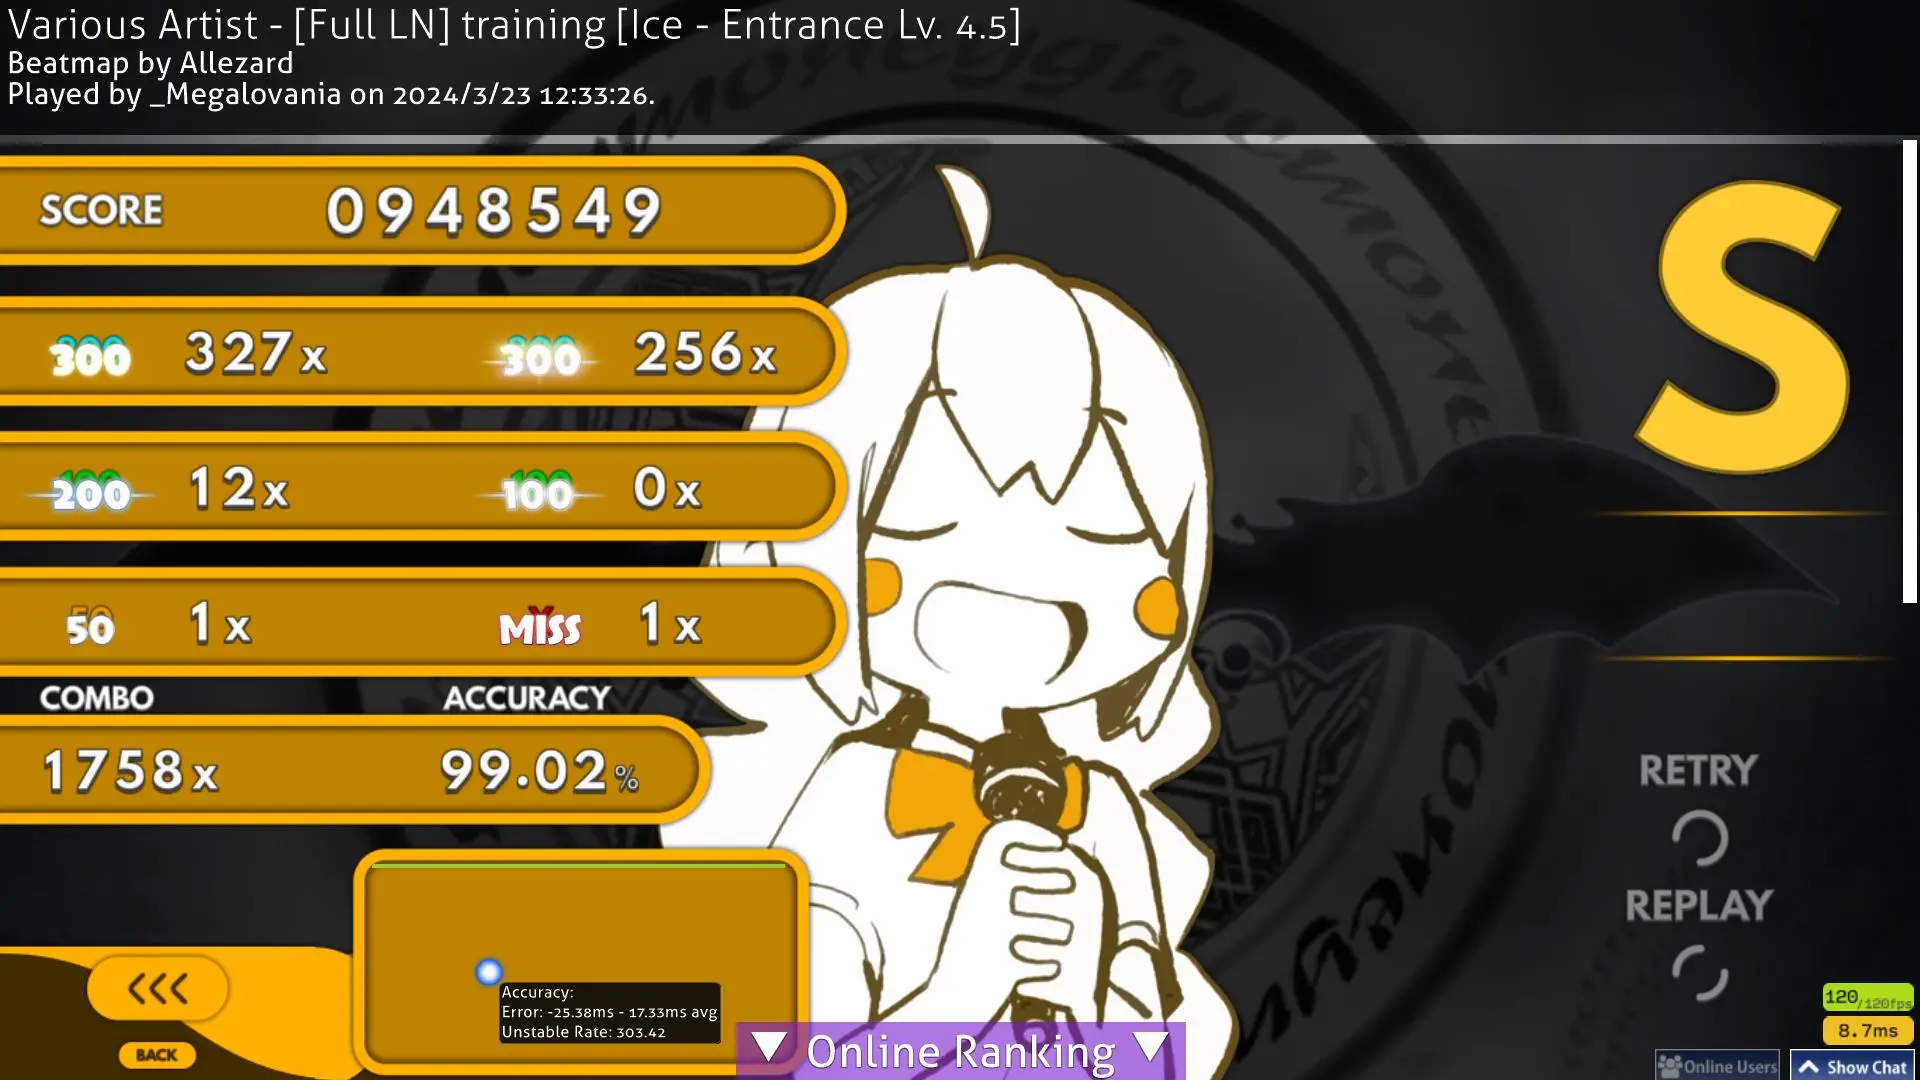 Various Artist - [Full LN] training [Ice - Entrance Lv. 4.5]
Beatmap by Allezard
Played by _Megalovania on 2024/3/23 12:33:26.
SCORE 0948549
300 327x 300 256x
200 12x 100 0x
50 1x MISS 1x
COMBO ACCURACY
1758x 99.02%
RETRY
REPLAY
Accuracy:
Error: -25.38ms - 17.33ms avg
Unstable Rate: 303.42
BACK
Online Ranking
120/120fps
8.7ms
Online Users
Show Chat